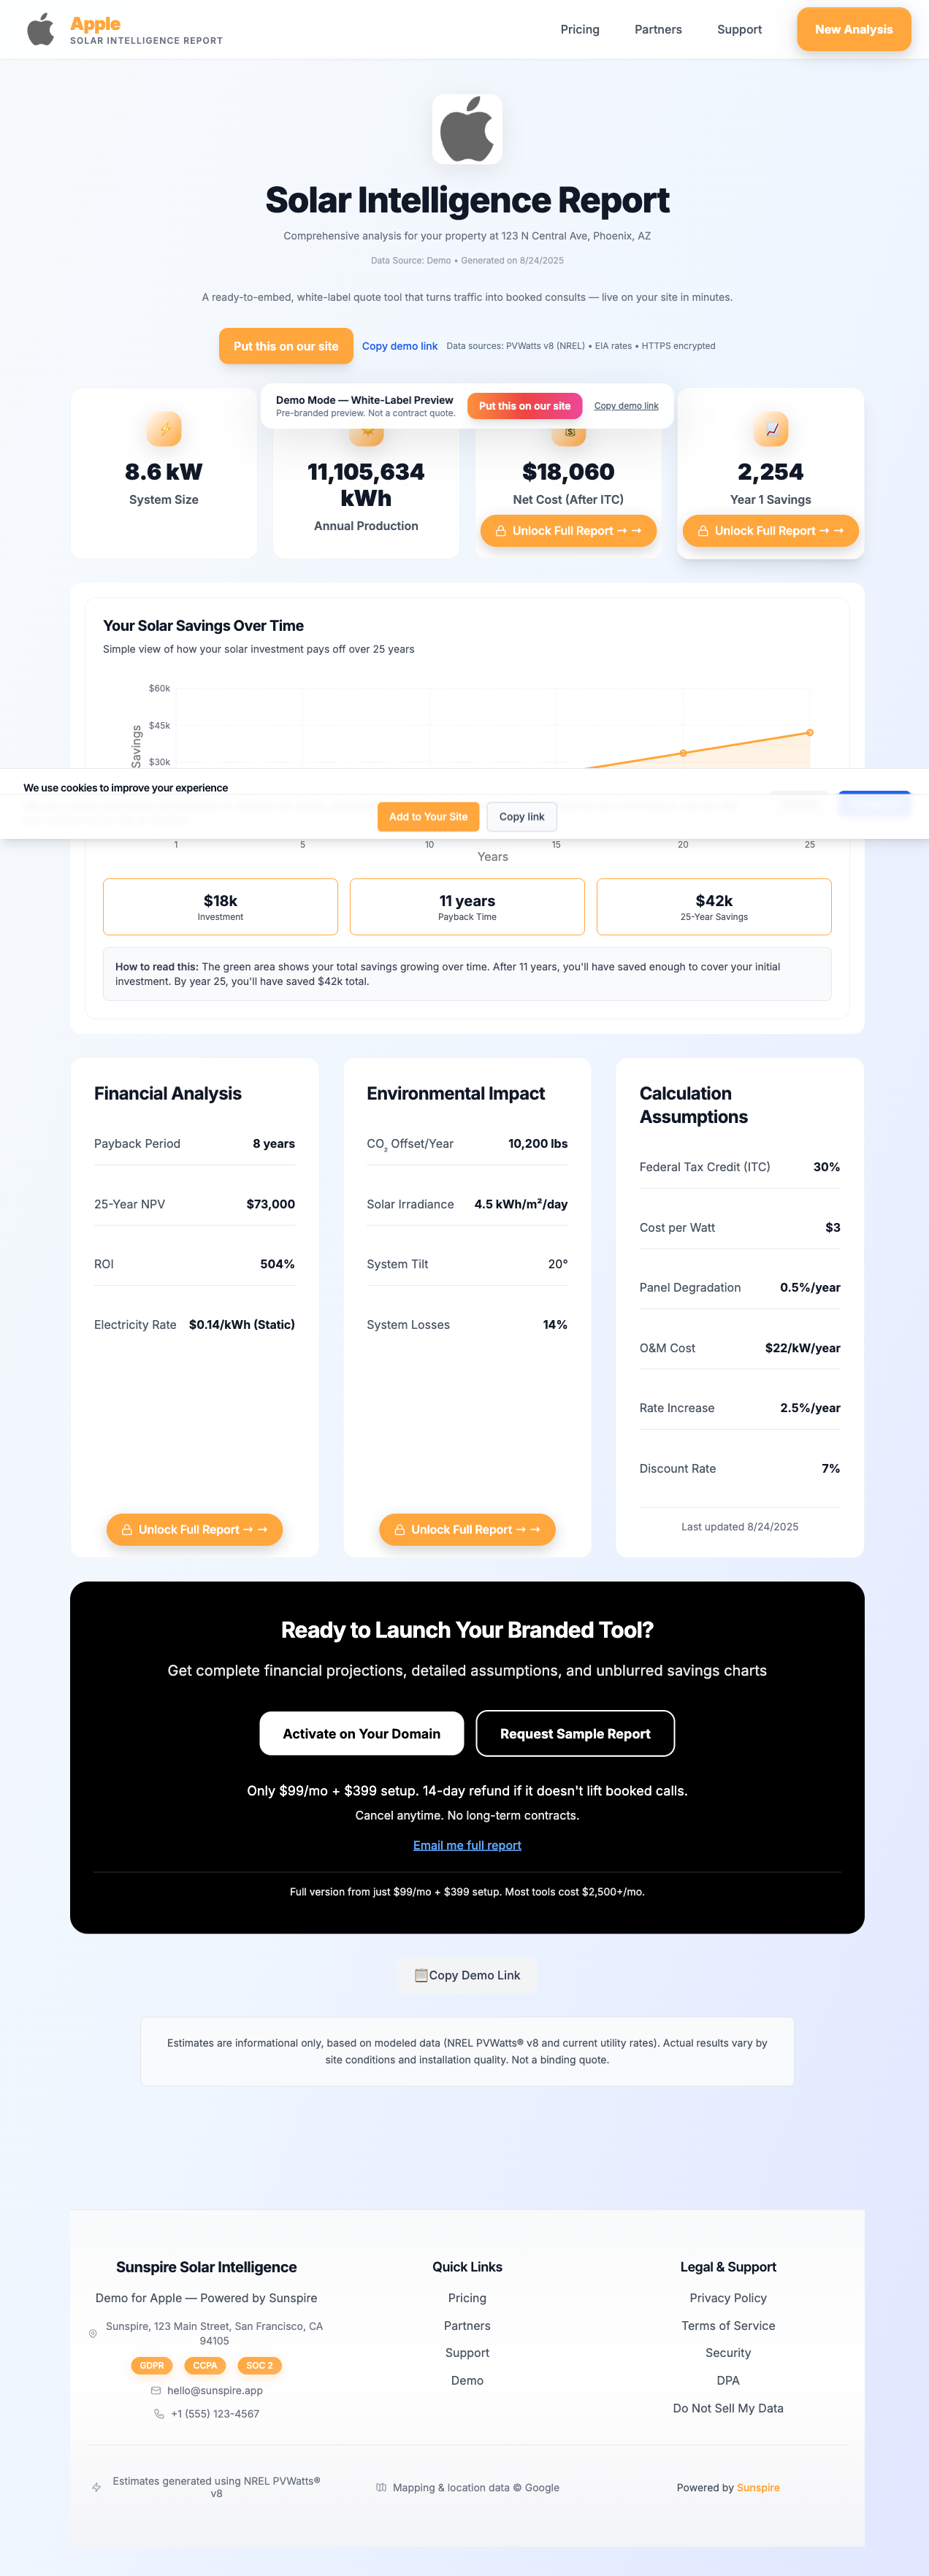 Apple
SOLAR INTELLIGENCE REPORT
Pricing
Partners
Support
New Analysis
Solar Intelligence Report
Comprehensive analysis for your property at 123 N Central Ave, Phoenix, AZ
Data Source: Demo • Generated on 8/24/2025
A ready-to-embed, white-label quote tool that turns traffic into booked consults — live on your site in minutes.
Put this on our site
Copy demo link
Data sources: PVWatts v8 (NREL) • EIA rates • HTTPS encrypted
Demo Mode — White-Label Preview
Pre-branded preview. Not a contract quote.
Put this on our site
Copy demo link
8.6 kW
System Size
11,105,634
kWh
Annual Production
$18,060
Net Cost (After ITC)
Unlock Full Report → →
2,254
Year 1 Savings
Unlock Full Report → →
Your Solar Savings Over Time
Simple view of how your solar investment pays off over 25 years
$60k
$45k
$30k
Savings
We use cookies to improve your experience
Add to Your Site
Copy link
1
5
10
15
20
25
Years
$18k
Investment
11 years
Payback Time
$42k
25-Year Savings
How to read this: The green area shows your total savings growing over time. After 11 years, you'll have saved enough to cover your initial
investment. By year 25, you'll have saved $42k total.
Financial Analysis
Payback Period
8 years
25-Year NPV
$73,000
ROI
504%
Electricity Rate
$0.14/kWh (Static)
Unlock Full Report → →
Environmental Impact
CO₂ Offset/Year
10,200 lbs
Solar Irradiance
4.5 kWh/m²/day
System Tilt
20°
System Losses
14%
Unlock Full Report → →
Calculation
Assumptions
Federal Tax Credit (ITC)
30%
Cost per Watt
$3
Panel Degradation
0.5%/year
O&M Cost
$22/kW/year
Rate Increase
2.5%/year
Discount Rate
7%
Last updated 8/24/2025
Ready to Launch Your Branded Tool?
Get complete financial projections, detailed assumptions, and unblurred savings charts
Activate on Your Domain
Request Sample Report
Only $99/mo + $399 setup. 14-day refund if it doesn't lift booked calls.
Cancel anytime. No long-term contracts.
Email me full report
Full version from just $99/mo + $399 setup. Most tools cost $2,500+/mo.
Copy Demo Link
Estimates are informational only, based on modeled data (NREL PVWatts® v8 and current utility rates). Actual results vary by
site conditions and installation quality. Not a binding quote.
Sunspire Solar Intelligence
Demo for Apple — Powered by Sunspire
Sunspire, 123 Main Street, San Francisco, CA
94105
GDPR
CCPA
SOC 2
hello@sunspire.app
+1 (555) 123-4567
Quick Links
Pricing
Partners
Support
Demo
Legal & Support
Privacy Policy
Terms of Service
Security
DPA
Do Not Sell My Data
Estimates generated using NREL PVWatts®
v8
Mapping & location data © Google
Powered by Sunspire